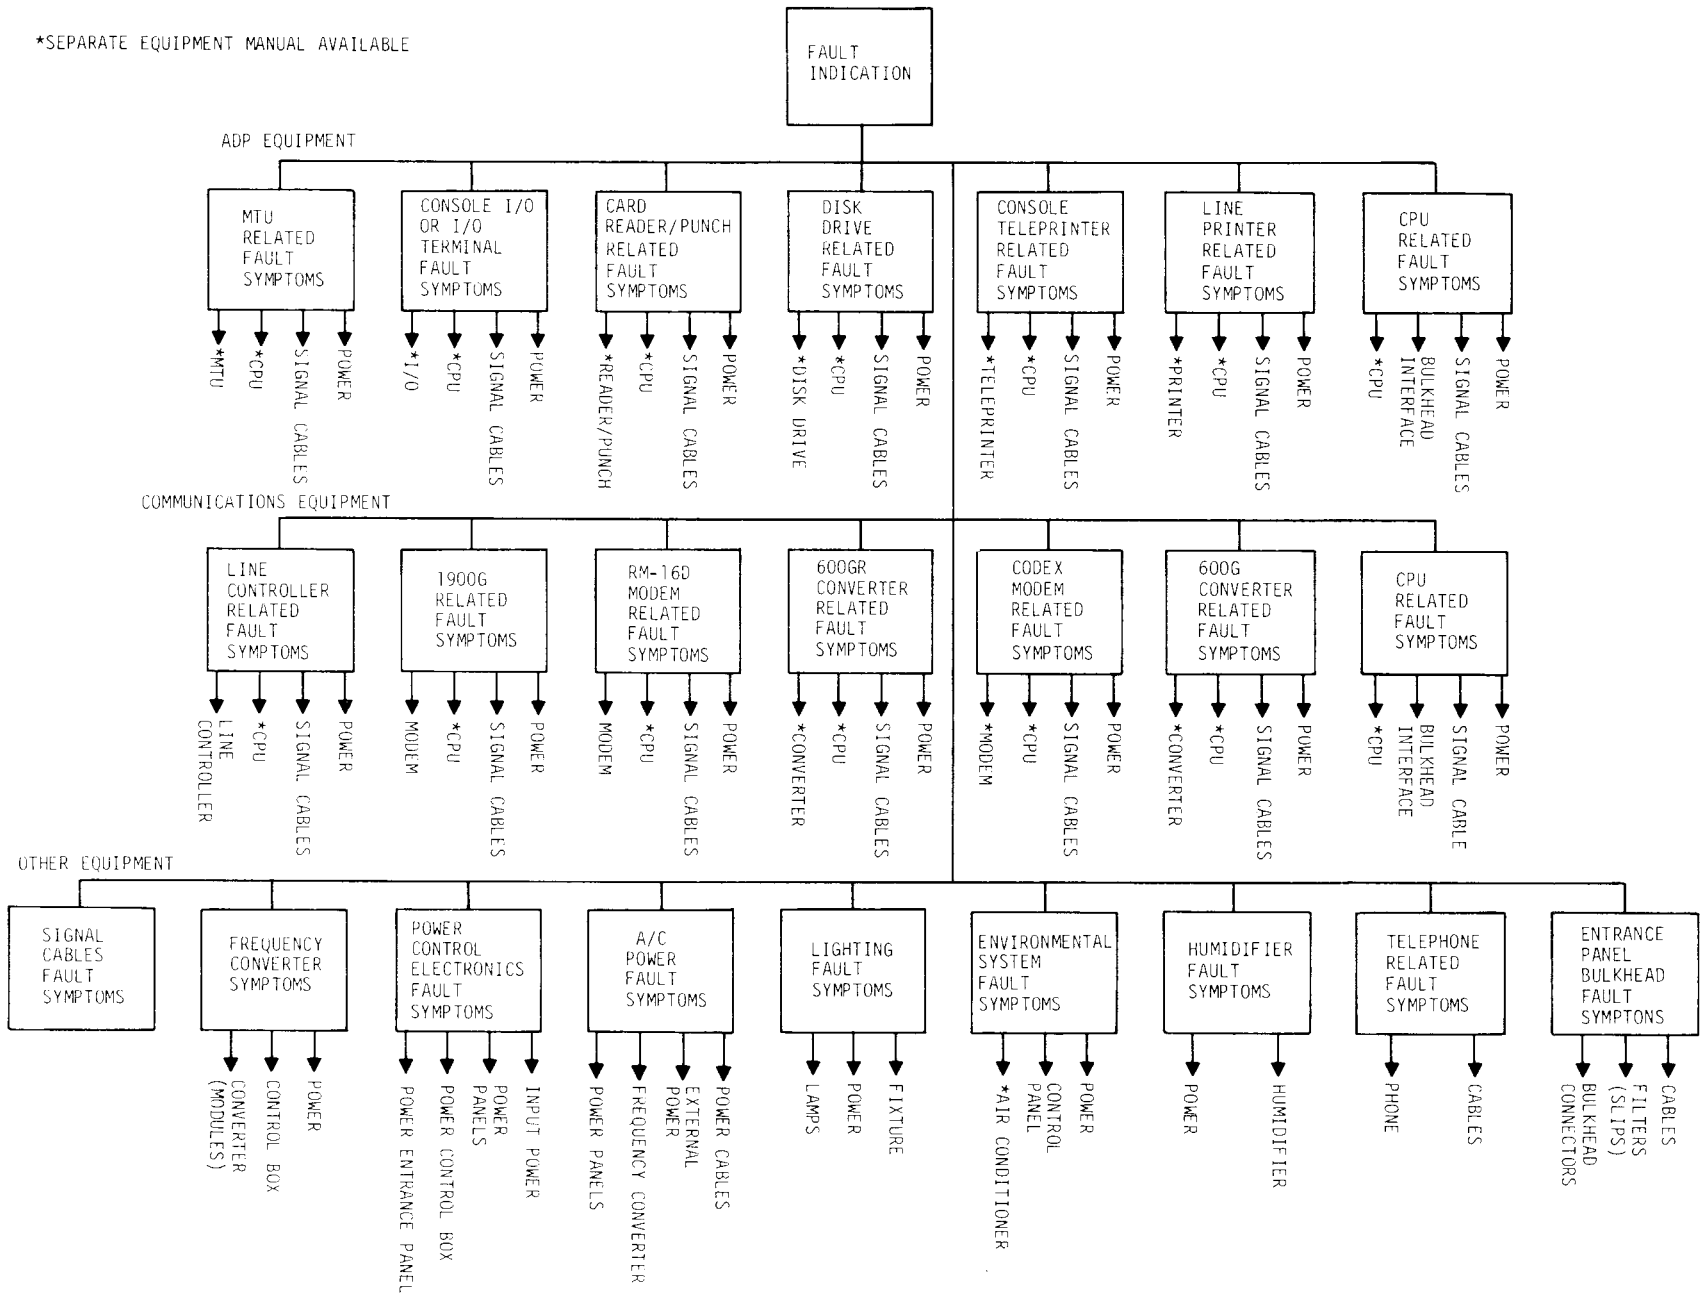 *SEPARATE EQUIPMENT MANUAL AVAILABLE
FAULT
INDICATION
ADP EQUIPMENT
MTU
RELATED
FAULT
SYMPTOMS
*MTU
*CPU
SIGNAL CABLES
POWER
CONSOLE I/O
OR I/O
TERMINAL
FAULT
SYMPTOMS
*I/O
*CPU
SIGNAL CABLES
POWER
CARD
READER/PUNCH
RELATED
FAULT
SYMPTOMS
*READER/PUNCH
*CPU
SIGNAL CABLES
POWER
DISK
DRIVE
RELATED
FAULT
SYMPTOMS
*DISK DRIVE
*CPU
SIGNAL CABLES
POWER
CONSOLE
TELEPRINTER
RELATED
FAULT
SYMPTOMS
*TELEPRINTER
*CPU
SIGNAL CABLES
POWER
LINE
PRINTER
RELATED
FAULT
SYMPTOMS
*PRINTER
*CPU
SIGNAL CABLES
POWER
CPU
RELATED
FAULT
SYMPTOMS
*CPU
BULKHEAD
INTERFACE
SIGNAL CABLES
POWER
COMMUNICATIONS EQUIPMENT
LINE
CONTROLLER
RELATED
FAULT
SYMPTOMS
LINE
CONTROLLER
*CPU
SIGNAL CABLES
POWER
1900G
RELATED
FAULT
SYMPTOMS
MODEM
*CPU
SIGNAL CABLES
POWER
RM-16D
MODEM
RELATED
FAULT
SYMPTOMS
MODEM
*CPU
SIGNAL CABLES
POWER
600GR
CONVERTER
RELATED
FAULT
SYMPTOMS
*CONVERTER
*CPU
SIGNAL CABLES
POWER
CODEX
MODEM
RELATED
FAULT
SYMPTOMS
*MODEM
*CPU
SIGNAL CABLES
POWER
600G
CONVERTER
RELATED
FAULT
SYMPTOMS
*CONVERTER
*CPU
SIGNAL CABLES
POWER
CPU
RELATED
FAULT
SYMPTOMS
*CPU
BULKHEAD
INTERFACE
SIGNAL CABLE
POWER
OTHER EQUIPMENT
SIGNAL
CABLES
FAULT
SYMPTOMS
FREQUENCY
CONVERTER
SYMPTOMS
CONVERTER
(MODULES)
CONTROL BOX
POWER
POWER
CONTROL
ELECTRONICS
FAULT
SYMPTOMS
POWER ENTRANCE PANEL
POWER CONTROL BOX
POWER
PANELS
INPUT POWER
A/C
POWER
FAULT
SYMPTOMS
POWER PANELS
FREQUENCY CONVERTER
EXTERNAL
POWER
POWER CABLES
LIGHTING
FAULT
SYMPTOMS
LAMPS
POWER
FIXTURE
ENVIRONMENTAL
SYSTEM
FAULT
SYMPTOMS
*AIR CONDITIONER
CONTROL
PANEL
POWER
HUMIDIFIER
FAULT
SYMPTOMS
POWER
HUMIDIFIER
TELEPHONE
RELATED
FAULT
SYMPTOMS
PHONE
CABLES
ENTRANCE
PANEL
BULKHEAD
FAULT
SYMPTONS
BULKHEAD
CONNECTORS
FILTERS
(SLIPS)
CABLES